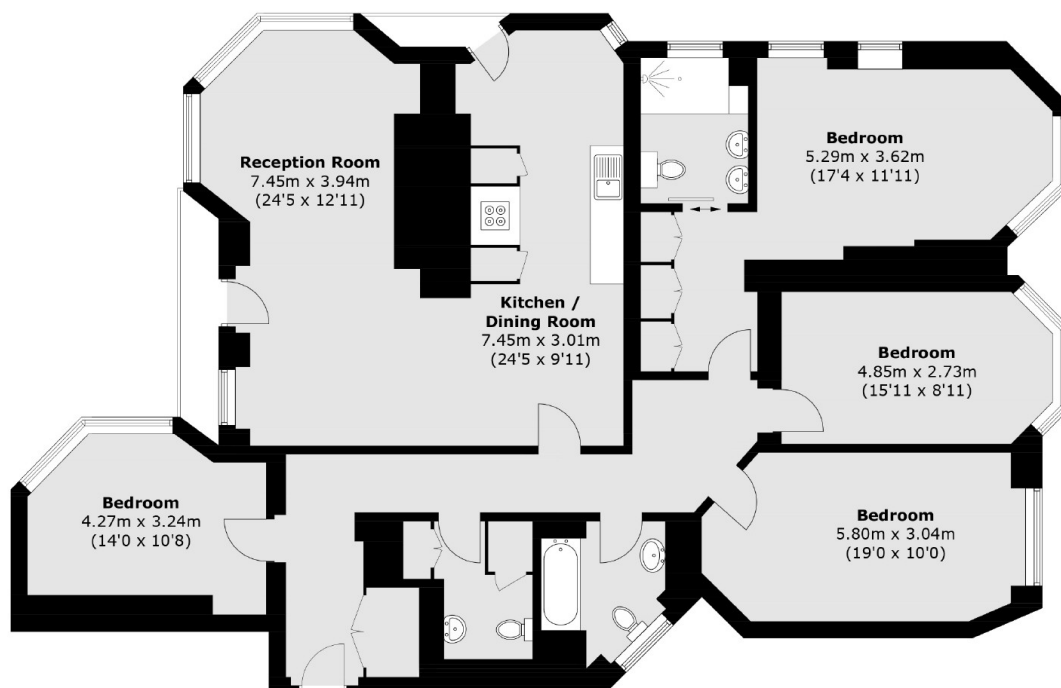 Reception Room
7.45m x 3.94m
(24'5 x 12'11)
Kitchen /
Dining Room
7.45m x 3.01m
(24'5 x 9'11)
Bedroom
5.29m x 3.62m
(17'4 x 11'11)
Bedroom
4.85m x 2.73m
(15'11 x 8'11)
Bedroom
4.27m x 3.24m
(14'0 x 10'8)
Bedroom
5.80m x 3.04m
(19'0 x 10'0)